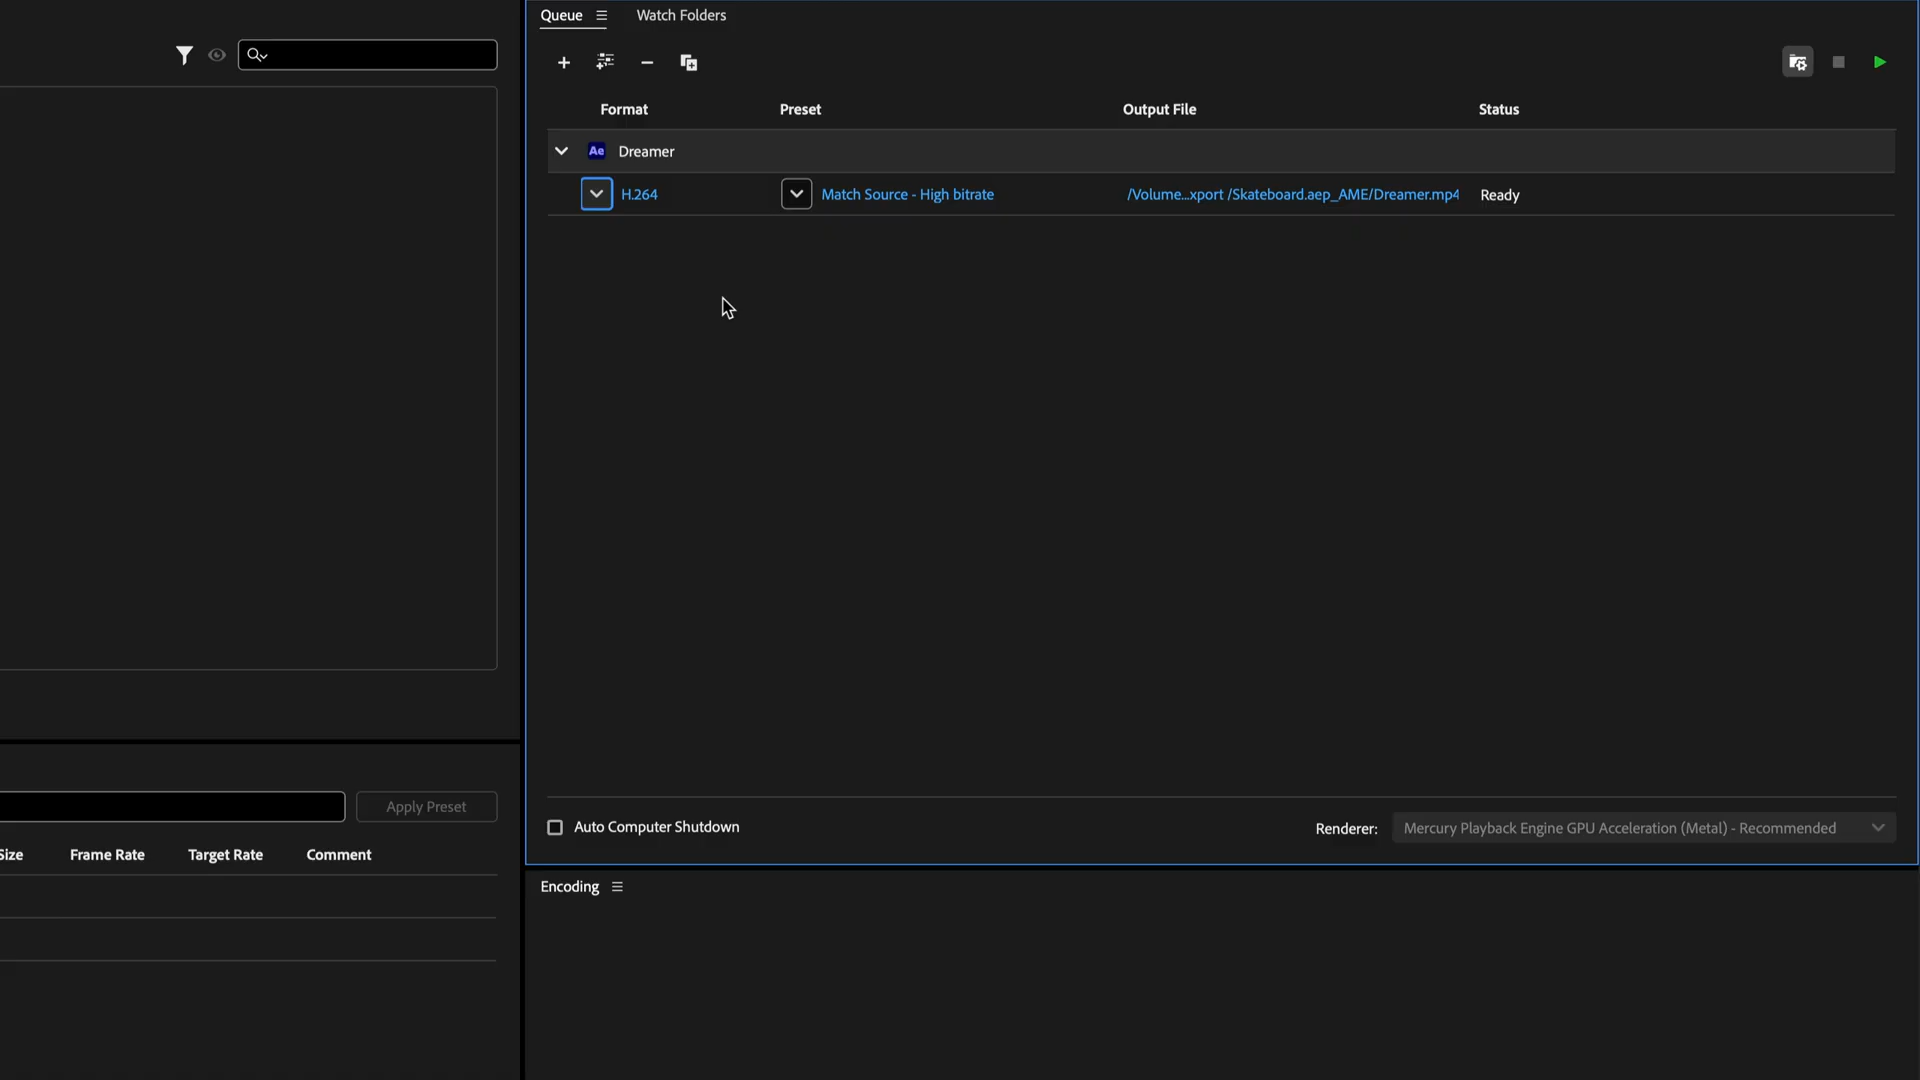 Queue
Watch Folders
Format Preset Output File Status
Ae Dreamer
H.264 Match Source - High bitrate /Volume...xport /Skateboard.aep_AME/Dreamer.mp4 Ready
Auto Computer Shutdown
Renderer: Mercury Playback Engine GPU Acceleration (Metal) - Recommended
Apply Preset
Size Frame Rate Target Rate Comment
Encoding